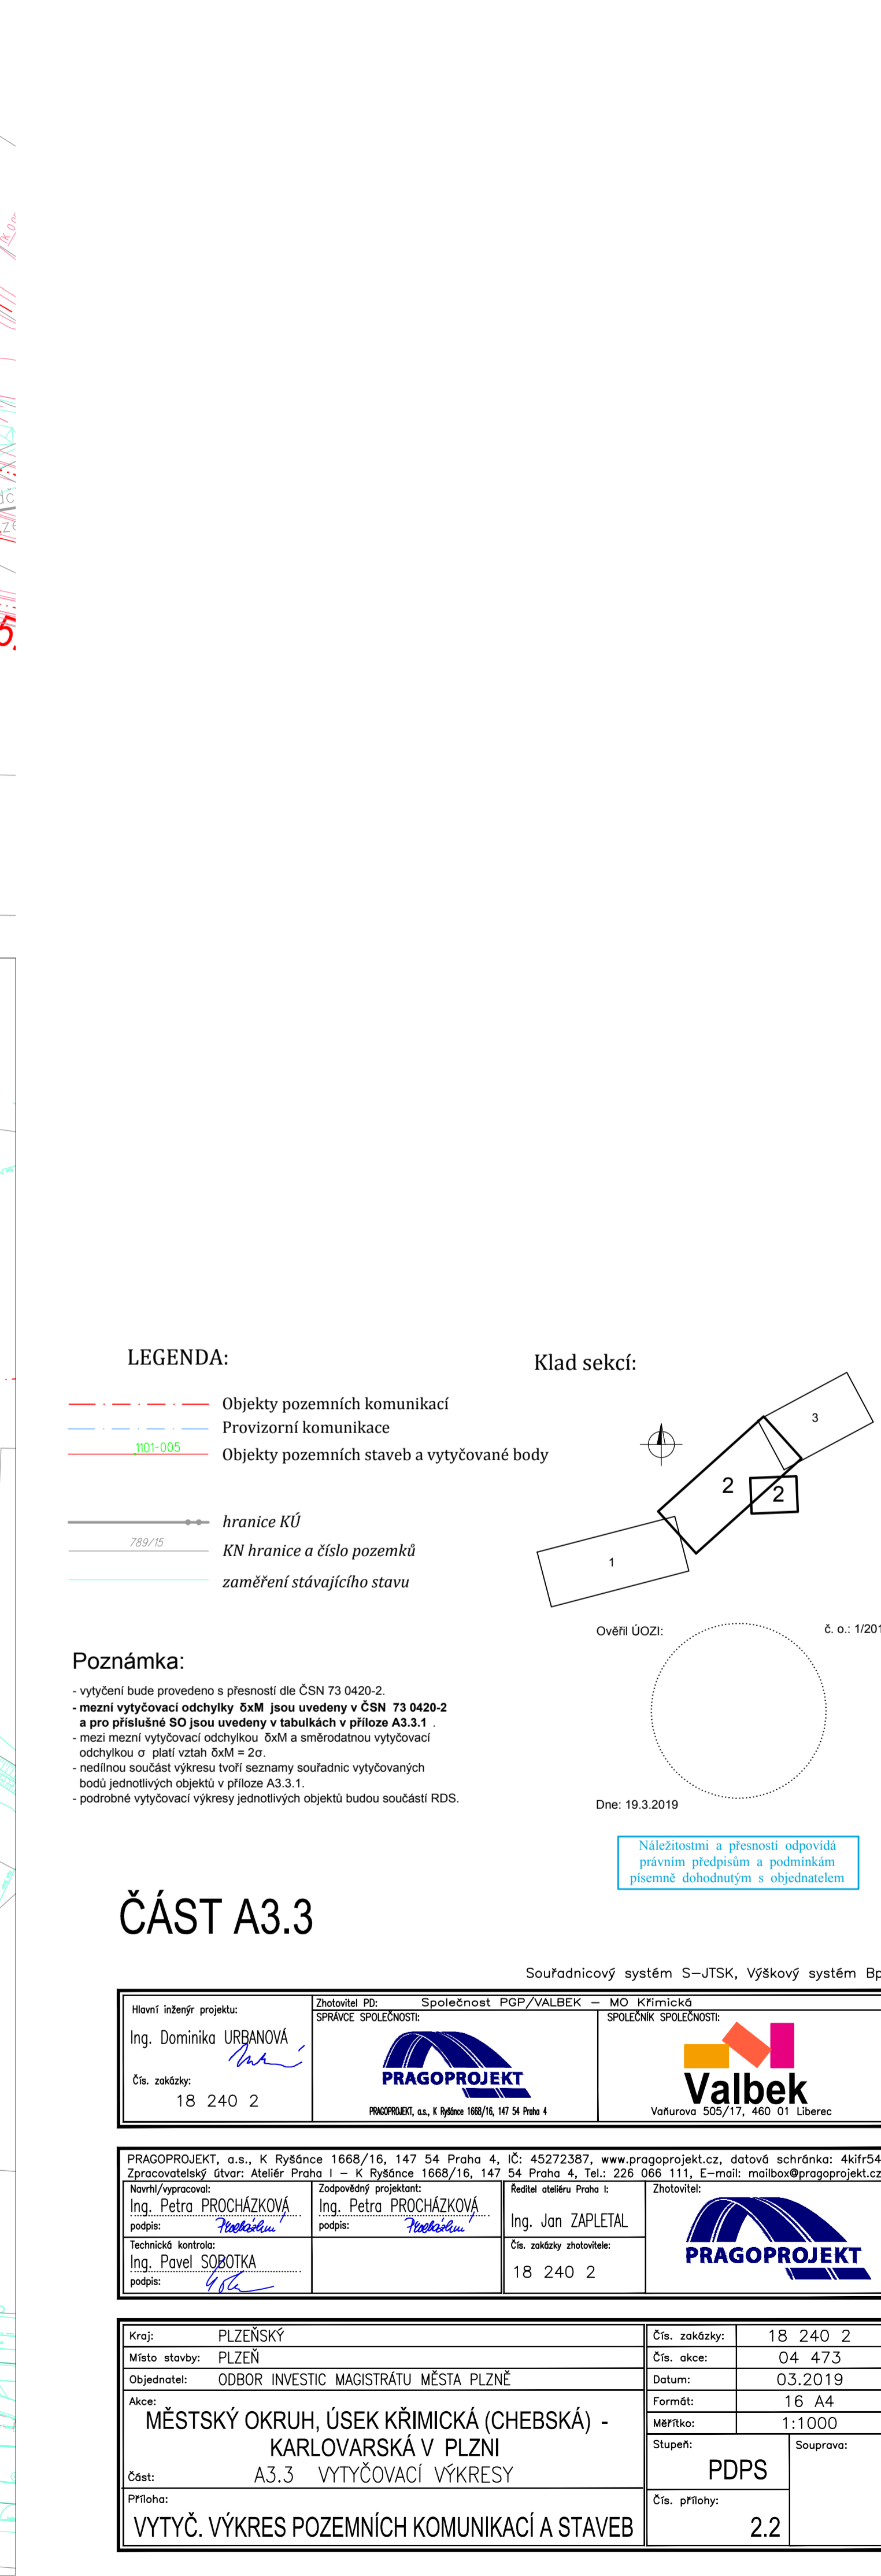 LEGENDA:
Objekty pozemních komunikací
Provizorní komunikace
1101-005
Objekty pozemních staveb a vytyčované body
hranice KÚ
789/15
KN hranice a číslo pozemků
zaměření stávajícího stavu
Klad sekcí:
3
2
2
1
Poznámka:
- vytyčení bude provedeno s přesností dle ČSN 73 0420-2.
- mezní vytyčovací odchylky δxM jsou uvedeny v ČSN 73 0420-2
a pro příslušné SO jsou uvedeny v tabulkách v příloze A3.3.1 .
- mezi mezní vytyčovací odchylkou δxM a směrodatnou vytyčovací
odchylkou σ platí vztah δxM = 2σ.
- nedílnou součást výkresu tvoří seznamy souřadnic vytyčovaných
bodů jednotlivých objektů v příloze A3.3.1.
- podrobné vytyčovací výkresy jednotlivých objektů budou součástí RDS.
Ověřil ÚOZI:
č. o.: 1/201
Dne: 19.3.2019
Náležitostmi a přesností odpovídá
právním předpisům a podmínkám
písemně dohodnutým s objednatelem
ČÁST A3.3
Souřadnicový systém S-JTSK, Výškový systém Bp
Hlavní inženýr projektu:
Ing. Dominika URBANOVÁ
Čís. zakázky:
18 240 2
Zhotovitel PD: Společnost PGP/VALBEK – MO Křimická
SPRÁVCE SPOLEČNOSTI:
PRAGOPROJEKT
PRAGOPROJEKT, a.s., K Ryšánce 1668/16, 147 54 Praha 4
SPOLEČNÍK SPOLEČNOSTI:
Valbek
Vaňurova 505/17, 460 01 Liberec
PRAGOPROJEKT, a.s., K Ryšánce 1668/16, 147 54 Praha 4, IČ: 45272387, www.pragoprojekt.cz, datová schránka: 4kifr54
Zpracovatelský útvar: Ateliér Praha I – K Ryšánce 1668/16, 147 54 Praha 4, Tel.: 226 066 111, E-mail: mailbox@pragoprojekt.cz
Navrhl/vypracoval:
Ing. Petra PROCHÁZKOVÁ
podpis:
Zodpovědný projektant:
Ing. Petra PROCHÁZKOVÁ
podpis:
Ředitel ateliéru Praha I:
Ing. Jan ZAPLETAL
Zhotovitel:
PRAGOPROJEKT
Technická kontrola:
Ing. Pavel SOBOTKA
podpis:
Čís. zakázky zhotovitele:
18 240 2
Kraj: PLZEŇSKÝ
Místo stavby: PLZEŇ
Objednatel: ODBOR INVESTIC MAGISTRÁTU MĚSTA PLZNĚ
Akce:
MĚSTSKÝ OKRUH, ÚSEK KŘIMICKÁ (CHEBSKÁ) -
KARLOVARSKÁ V PLZNI
Část: A3.3 VYTYČOVACÍ VÝKRESY
Příloha:
VYTYČ. VÝKRES POZEMNÍCH KOMUNIKACÍ A STAVEB
Čís. zakázky: 18 240 2
Čís. akce: 04 473
Datum: 03.2019
Formát: 16 A4
Měřítko: 1:1000
Stupeň:
PDPS
Souprava:
Čís. přílohy:
2.2